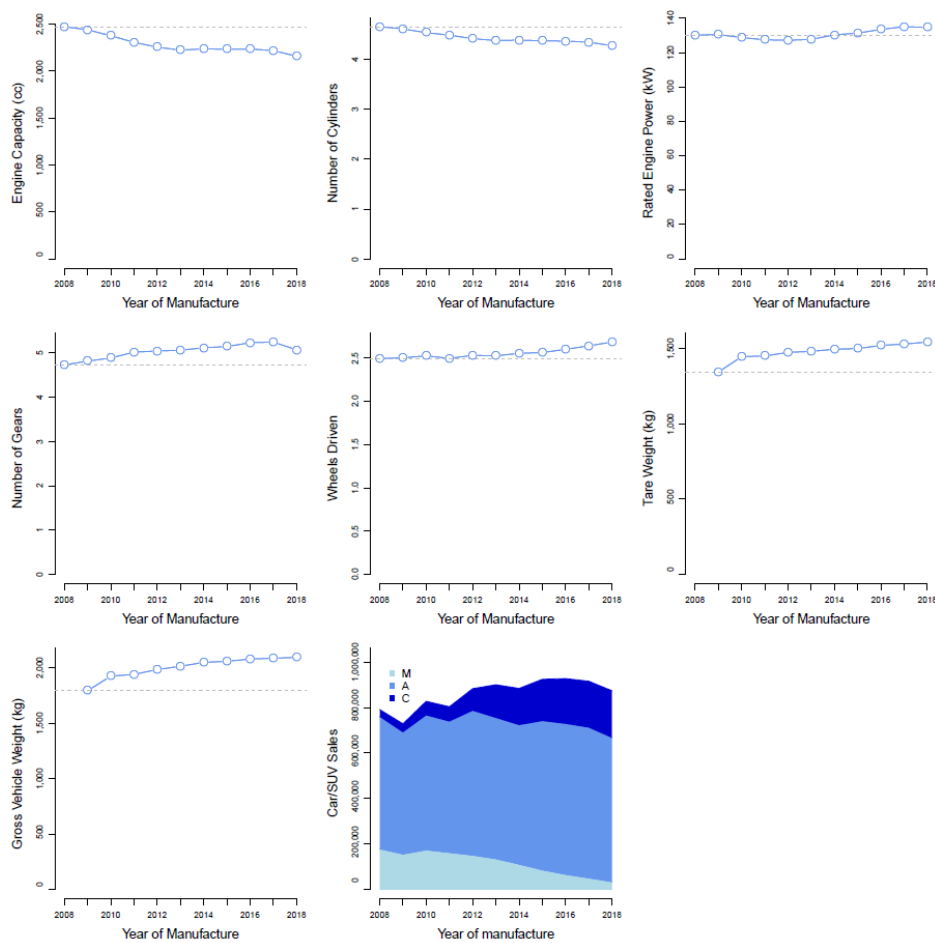 Engine Capacity (cc)
2,500
2,000
1,500
1,000
500
0
2008 2010 2012 2014 2016 2018
Year of Manufacture
Number of Cylinders
4
3
2
1
0
2008 2010 2012 2014 2016 2018
Year of Manufacture
Rated Engine Power (kW)
140
120
100
80
60
40
20
0
2008 2010 2012 2014 2016 2018
Year of Manufacture
Number of Gears
5
4
3
2
1
0
2008 2010 2012 2014 2016 2018
Year of Manufacture
Wheels Driven
2.5
2.0
1.5
1.0
0.5
0.0
2008 2010 2012 2014 2016 2018
Year of Manufacture
Tare Weight (kg)
1,500
1,000
500
0
2008 2010 2012 2014 2016 2018
Year of Manufacture
Gross Vehicle Weight (kg)
2,000
1,500
1,000
500
0
2008 2010 2012 2014 2016 2018
Year of Manufacture
Car/SUV Sales
1,000,000
800,000
600,000
400,000
200,000
0
M
A
C
2008 2010 2012 2014 2016 2018
Year of manufacture